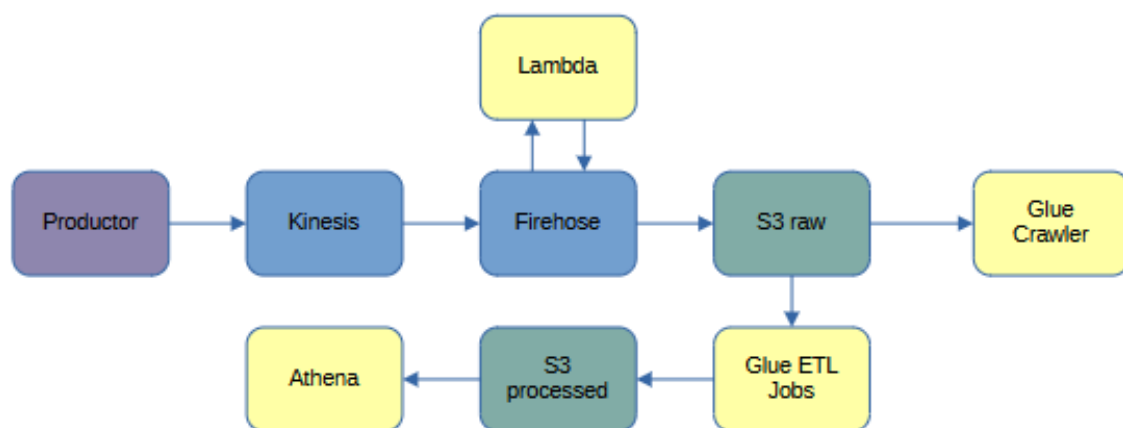 Lambda
Productor
Kinesis
Firehose
S3 raw
Glue
Crawler
Athena
S3
processed
Glue ETL
Jobs